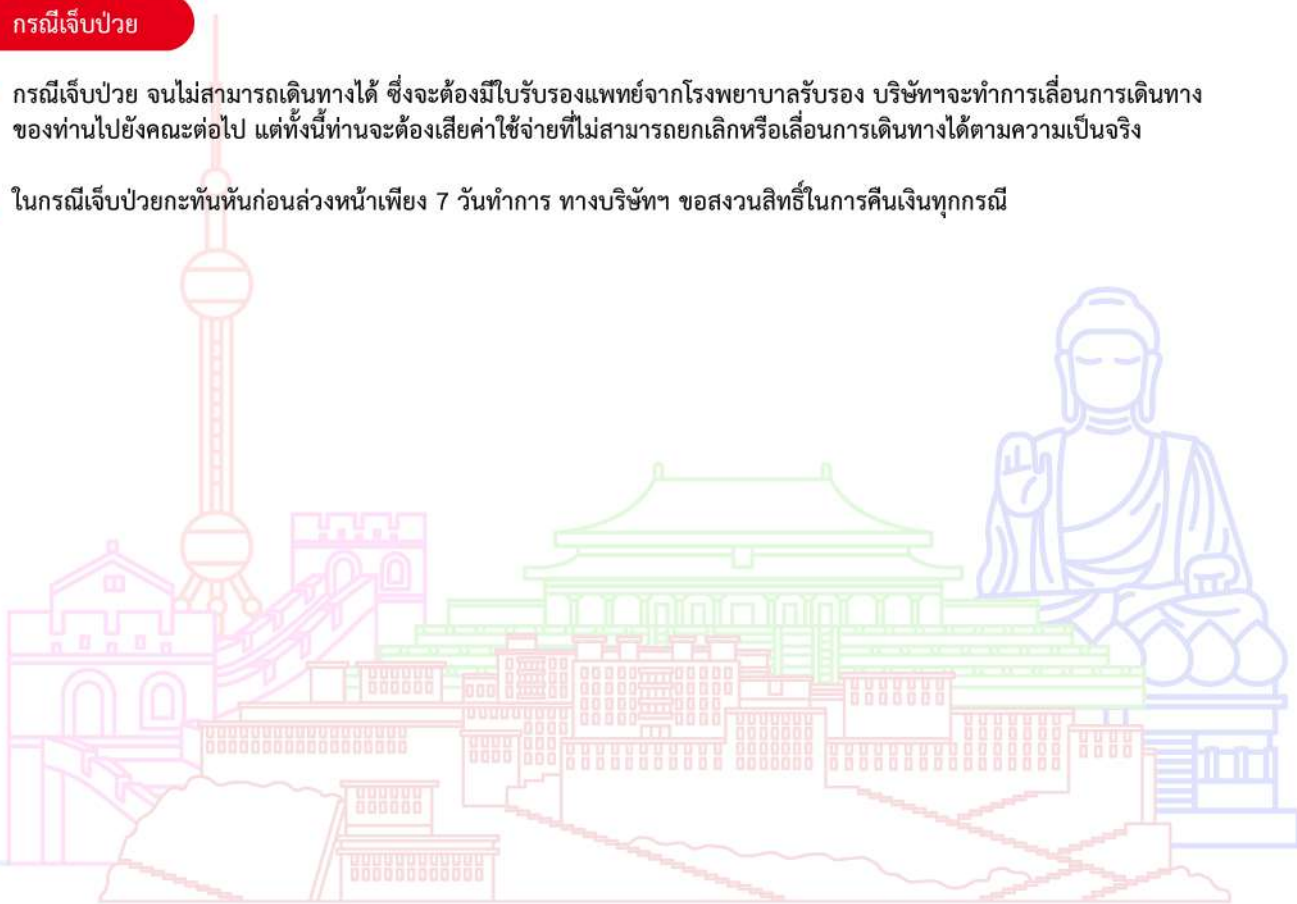 กรณีเจ็บป่วย
กรณีเจ็บป่วย จนไม่สามารถเดินทางได้ ซึ่งจะต้องมีใบรับรองแพทย์จากโรงพยาบาลรับรอง บริษัทฯจะทำการเลื่อนการเดินทาง
ของท่านไปยังคณะต่อไป แต่ทั้งนี้ท่านจะต้องเสียค่าใช้จ่ายที่ไม่สามารถยกเลิกหรือเลื่อนการเดินทางได้ตามความเป็นจริง
ในกรณีเจ็บป่วยกะทันหันก่อนล่วงหน้าเพียง 7 วันทำการ ทางบริษัทฯ ขอสงวนสิทธิ์ในการคืนเงินทุกกรณี